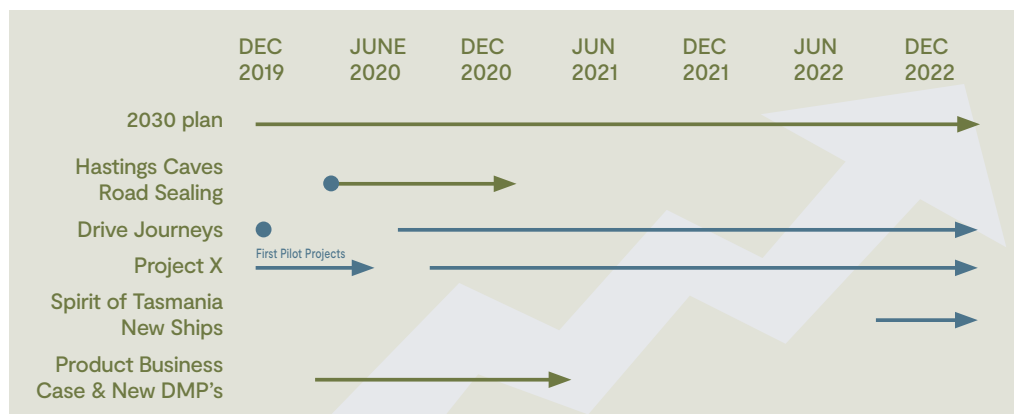 DEC JUNE DEC JUN DEC JUN DEC
2019 2020 2020 2021 2021 2022 2022
2030 plan
Hastings Caves
Road Sealing
Drive Journeys
First Pilot Projects
Project X
Spirit of Tasmania
New Ships
Product Business
Case & New DMP’s